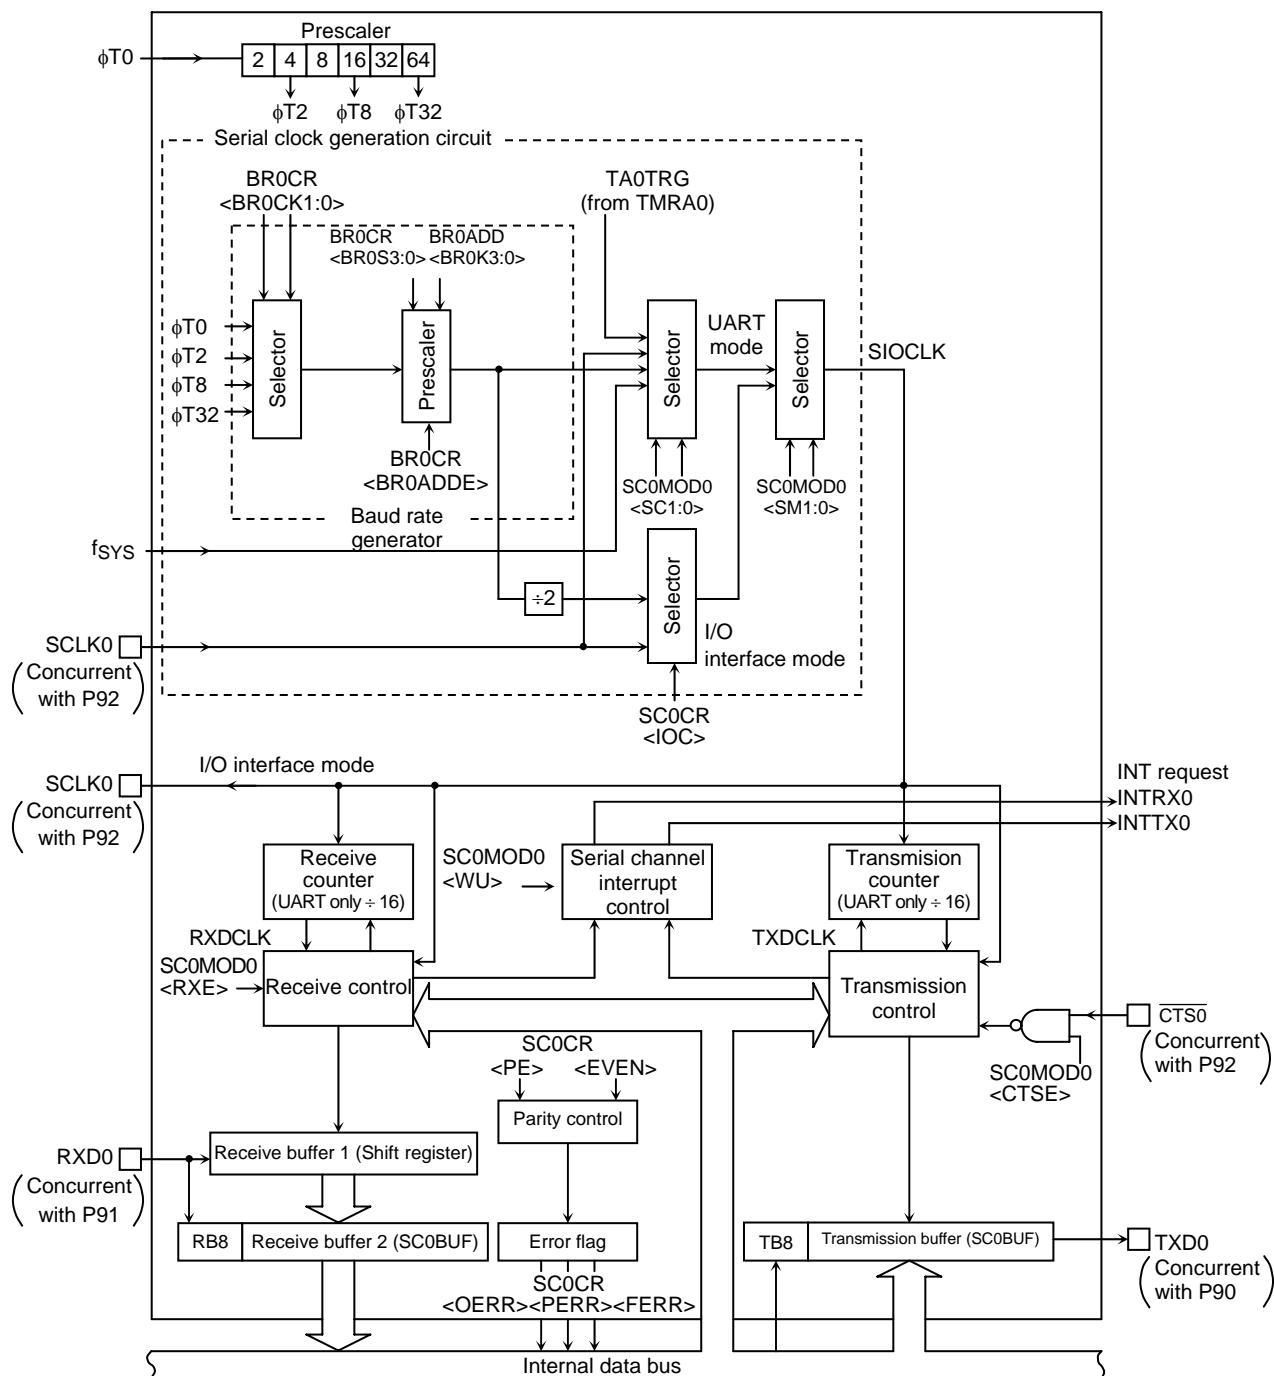 Prescaler
ϕT0
2 4 8 16 32 64
ϕT2 ϕT8 ϕT32
Serial clock generation circuit
BR0CR
<BR0CK1:0>
TA0TRG
(from TMRA0)
BR0CR
<BR0S3:0>
BR0ADD
<BR0K3:0>
ϕT0
ϕT2
ϕT8
ϕT32
Selector
Prescaler
BR0CR
<BR0ADDE>
Baud rate
generator
Selector
UART
mode
Selector
SIOCLK
SC0MOD0
<SC1:0>
SC0MOD0
<SM1:0>
fSYS
÷2
Selector
I/O
interface mode
SCLK0
(Concurrent
with P92)
SC0CR
<IOC>
SCLK0
(Concurrent
with P92)
I/O interface mode
INT request
INTRX0
INTTX0
Receive
counter
(UART only ÷ 16)
SC0MOD0
<WU>
Serial channel
interrupt
control
Transmision
counter
(UART only ÷ 16)
RXDCLK
TXDCLK
SC0MOD0
<RXE>
Receive control
Transmission
control
CTS0
(Concurrent
with P92)
SC0MOD0
<CTSE>
SC0CR
<PE> <EVEN>
Parity control
RXD0
(Concurrent
with P91)
Receive buffer 1 (Shift register)
RB8 Receive buffer 2 (SC0BUF)
Error flag
SC0CR
<OERR><PERR><FERR>
TB8 Transmission buffer (SC0BUF)
TXD0
(Concurrent
with P90)
Internal data bus